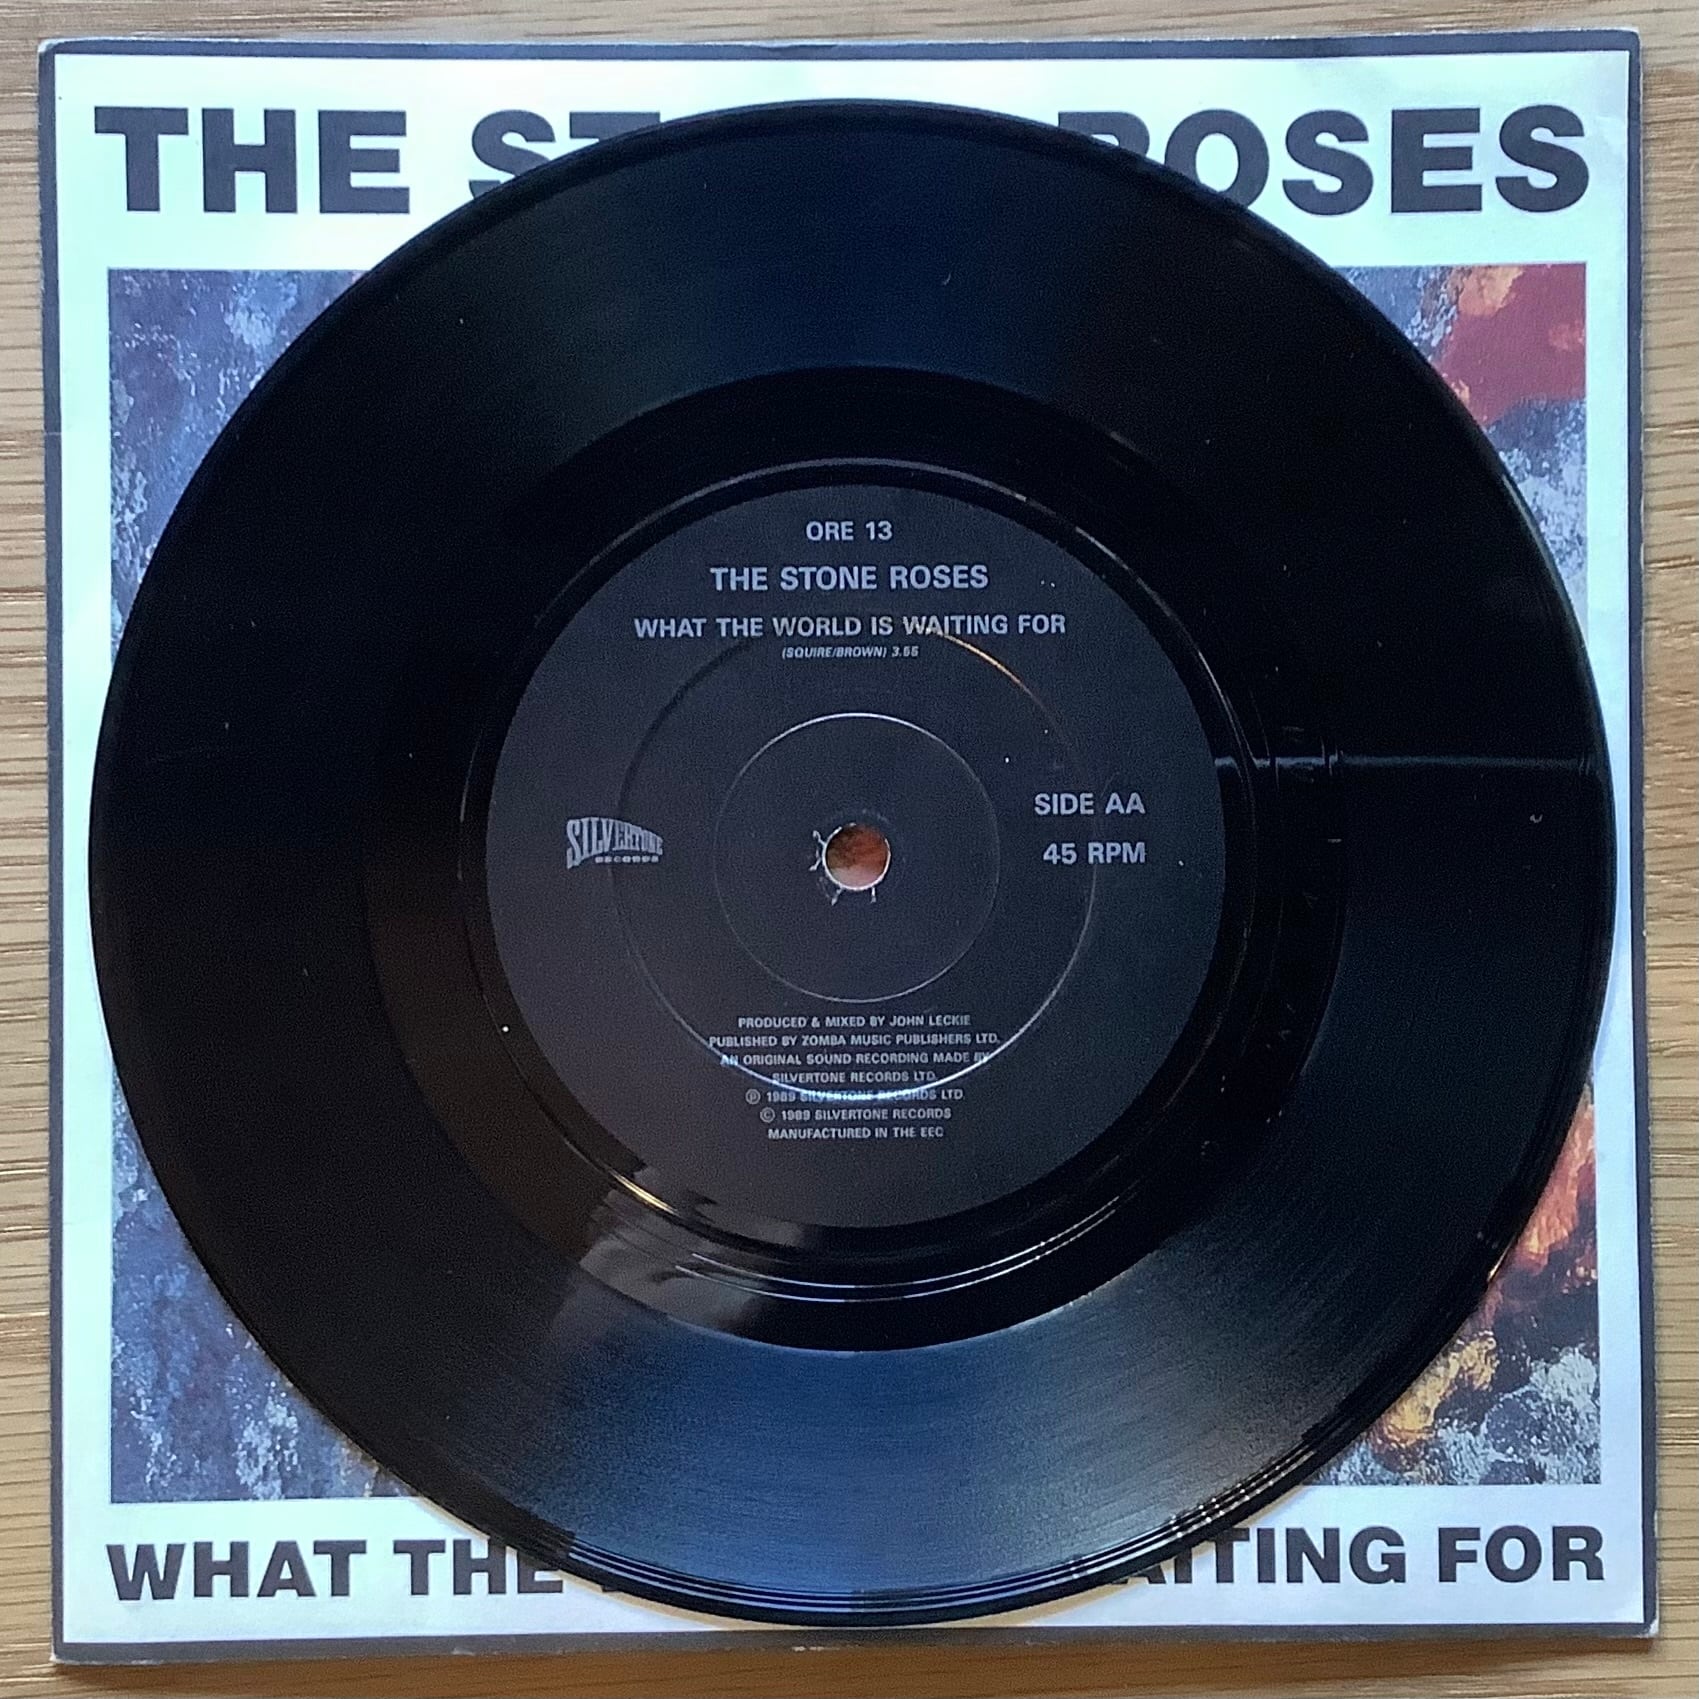 THE ST ROSES
ORE 13
THE STONE ROSES
WHAT THE WORLD IS WAITING FOR
(SQUIRE/BROWN) 3.55
SILVERTONE
RECORDS
SIDE AA
45 RPM
PRODUCED & MIXED BY JOHN LECKIE
PUBLISHED BY ZOMBA MUSIC PUBLISHERS LTD.
AN ORIGINAL SOUND RECORDING MADE BY
SILVERTONE RECORDS LTD.
Ⓟ 1989 SILVERTONE RECORDS LTD.
© 1989 SILVERTONE RECORDS
MANUFACTURED IN THE EEC
WHAT THE AITING FOR